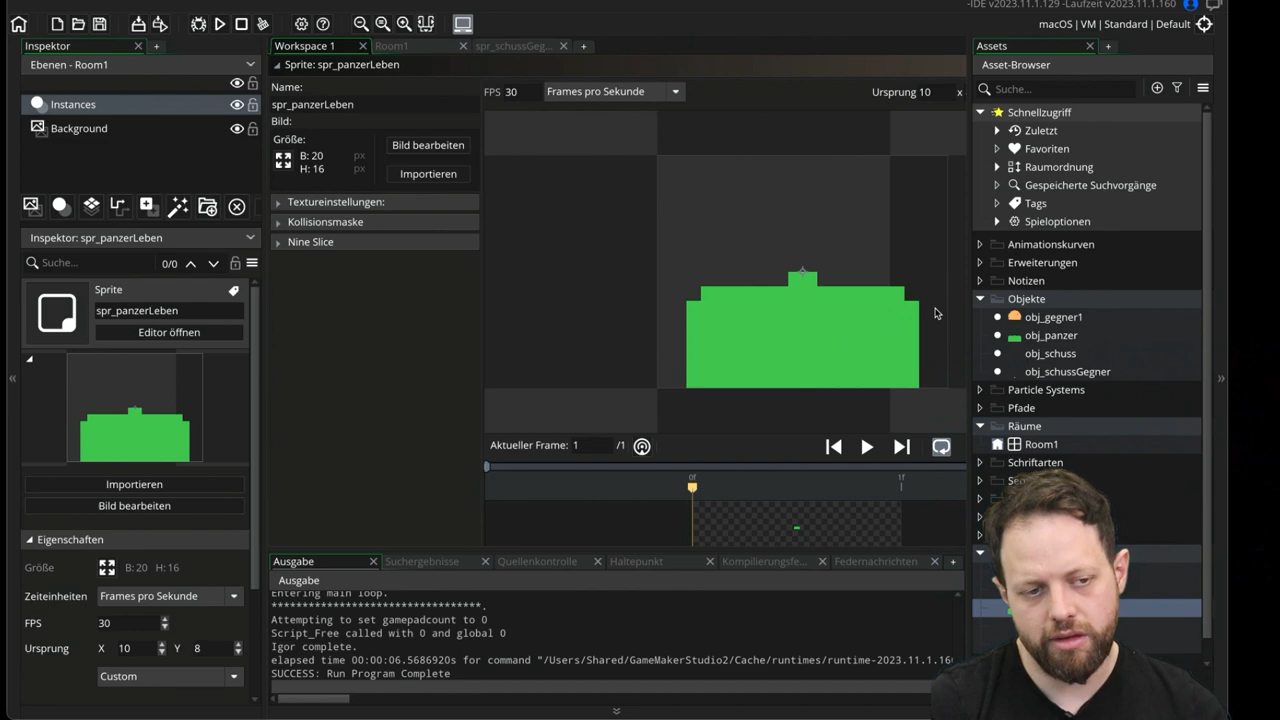 -IDE v2023.11.1.129 -Laufzeit v2023.11.1.160
macOS | VM | Standard | Default
Inspektor
Workspace 1
Room1
spr_schussGeg...
Assets
Ebenen - Room1
Sprite: spr_panzerLeben
Asset-Browser
Instances
Background
Name:
spr_panzerLeben
Bild:
Größe:
B: 20 px
H: 16 px
Bild bearbeiten
Importieren
Textureinstellungen:
Kollisionsmaske
Nine Slice
FPS 30
Frames pro Sekunde
Ursprung 10 x
Suche...
Schnellzugriff
Zuletzt
Favoriten
Raumordnung
Gespeicherte Suchvorgänge
Tags
Spieloptionen
Animationskurven
Erweiterungen
Notizen
Objekte
obj_gegner1
obj_panzer
obj_schuss
obj_schussGegner
Particle Systems
Pfade
Räume
Room1
Schriftarten
Inspektor: spr_panzerLeben
Suche...
0/0
Sprite
spr_panzerLeben
Editor öffnen
Importieren
Bild bearbeiten
Eigenschaften
Größe B: 20 H: 16
Zeiteinheiten Frames pro Sekunde
FPS 30
Ursprung X 10 Y 8
Custom
Aktueller Frame: 1 /1
0f
1f
Ausgabe
Suchergebnisse
Quellenkontrolle
Haltepunkt
Kompilierungsfe...
Federnachrichten
Ausgabe
Entering main loop.
**********************************.
Attempting to set gamepadcount to 0
Script_Free called with 0 and global 0
Igor complete.
elapsed time 00:00:06.5686920s for command "/Users/Shared/GameMakerStudio2/Cache/runtimes/runtime-2023.11.1.16
SUCCESS: Run Program Complete